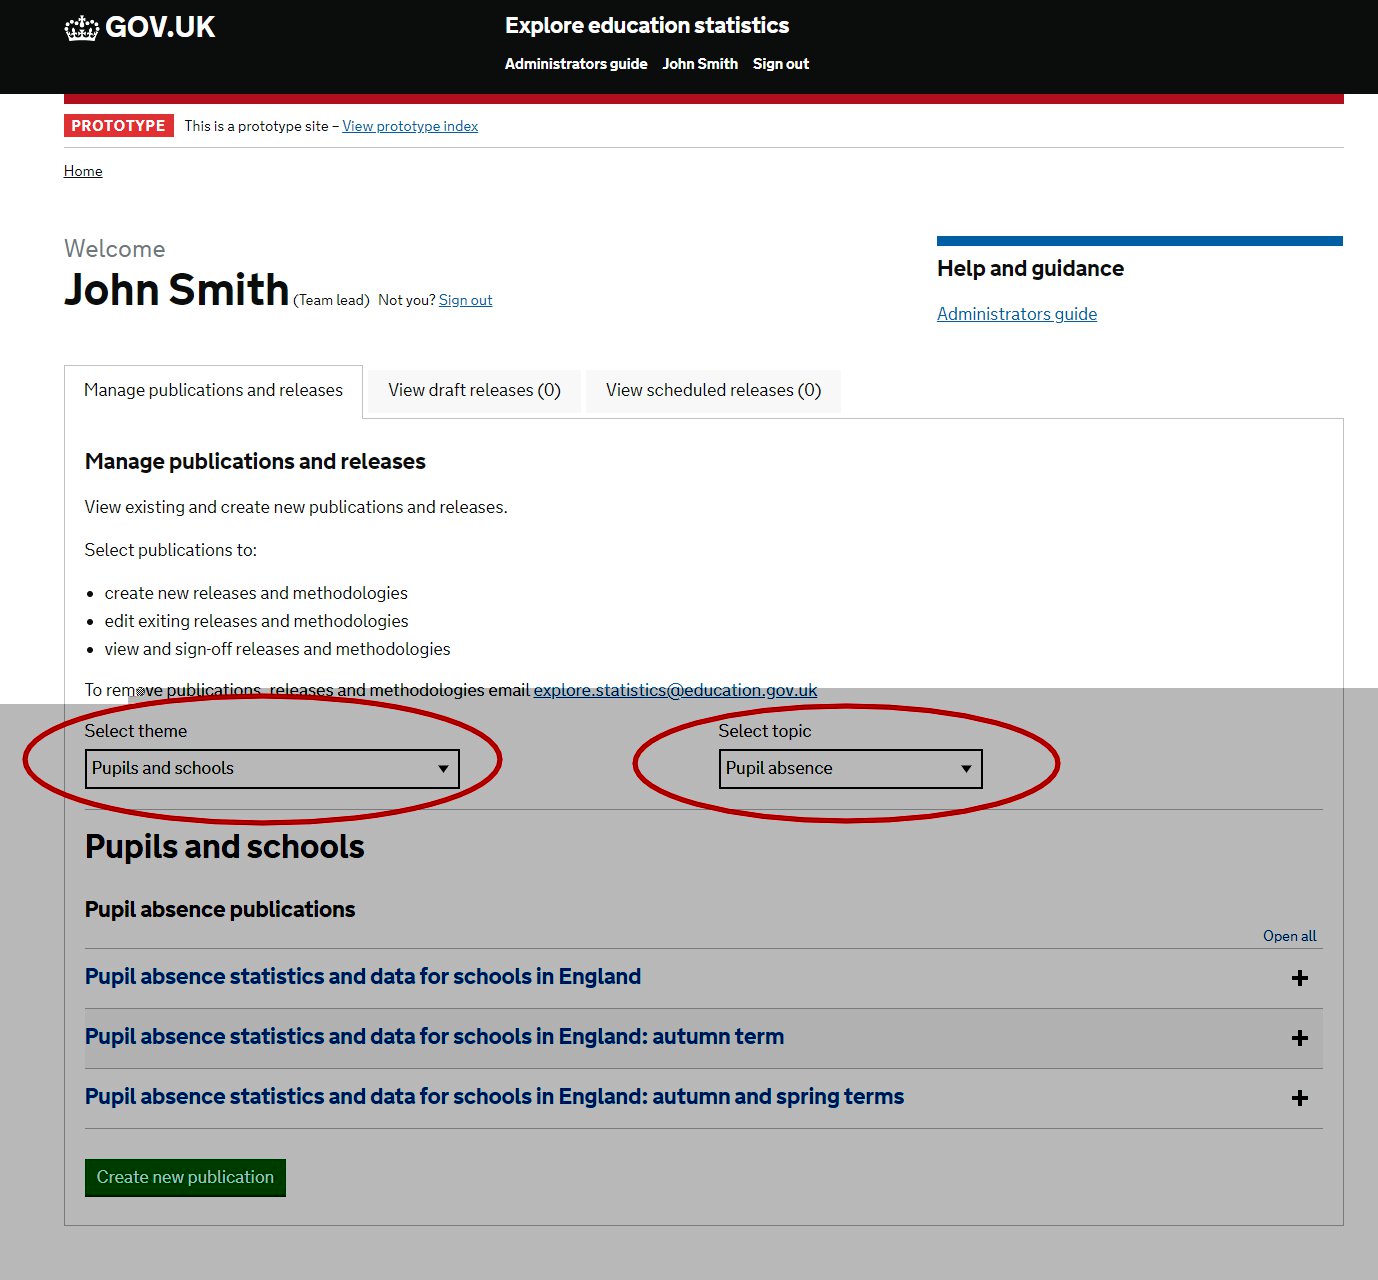 GOV.UK
Explore education statistics
Administrators guide John Smith Sign out
PROTOTYPE This is a prototype site – View prototype index
Home
Welcome
John Smith (Team lead) Not you? Sign out
Help and guidance
Administrators guide
Manage publications and releases View draft releases (0) View scheduled releases (0)
Manage publications and releases
View existing and create new publications and releases.
Select publications to:
• create new releases and methodologies
• edit exiting releases and methodologies
• view and sign-off releases and methodologies
To remove publications, releases and methodologies email explore.statistics@education.gov.uk
Select theme Select topic
Pupils and schools Pupil absence
Pupils and schools
Pupil absence publications
Open all
Pupil absence statistics and data for schools in England
Pupil absence statistics and data for schools in England: autumn term
Pupil absence statistics and data for schools in England: autumn and spring terms
Create new publication